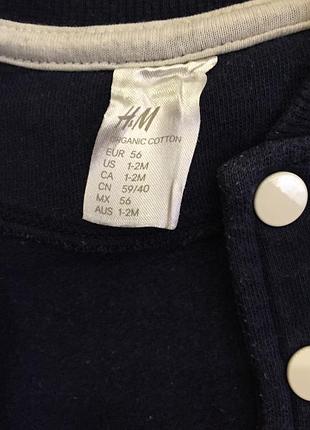 H&M
ORGANIC COTTON
EUR 56
US 1-2M
CA 1-2M
CN 59/40
MX 56
AUS 1-2M